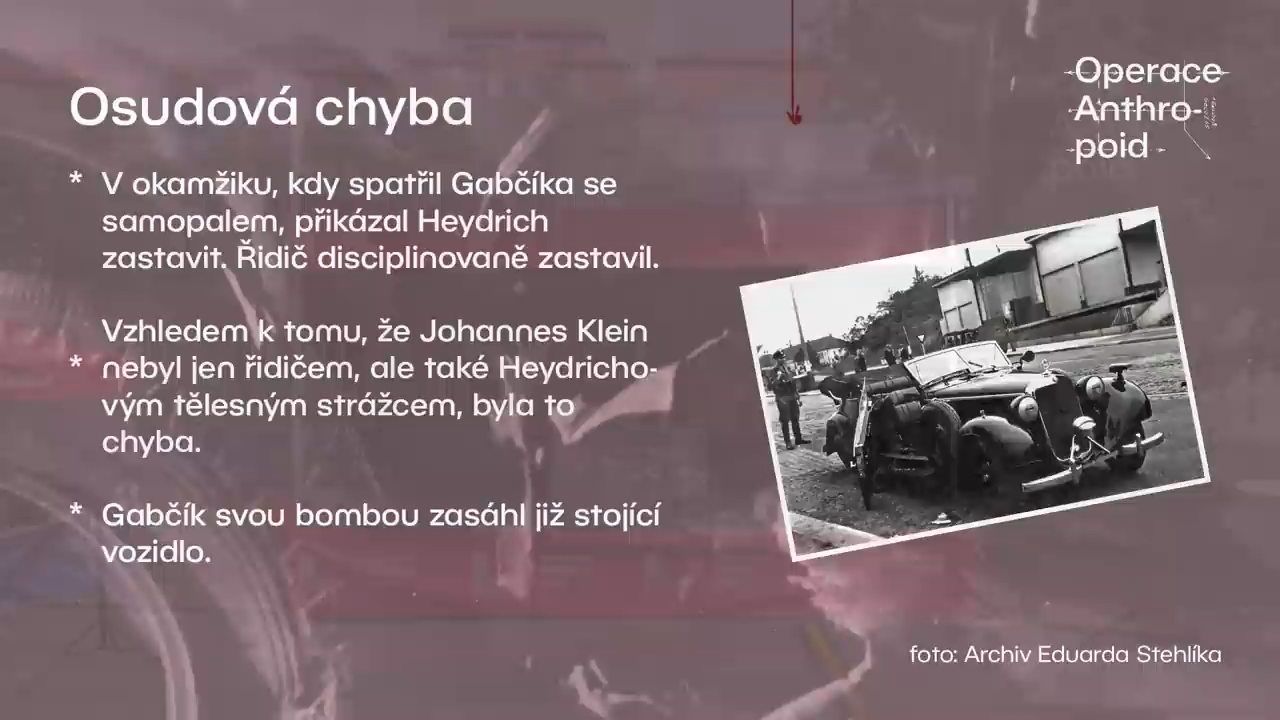 Osudová chyba
* V okamžiku, kdy spatřil Gabčíka se
samopalem, přikázal Heydrich
zastavit. Řidič disciplinovaně zastavil.
Vzhledem k tomu, že Johannes Klein
* nebyl jen řidičem, ale také Heydricho-
vým tělesným strážcem, byla to
chyba.
* Gabčík svou bombou zasáhl již stojící
vozidlo.
Operace
Anthro-
poid
foto: Archiv Eduarda Stehlíka